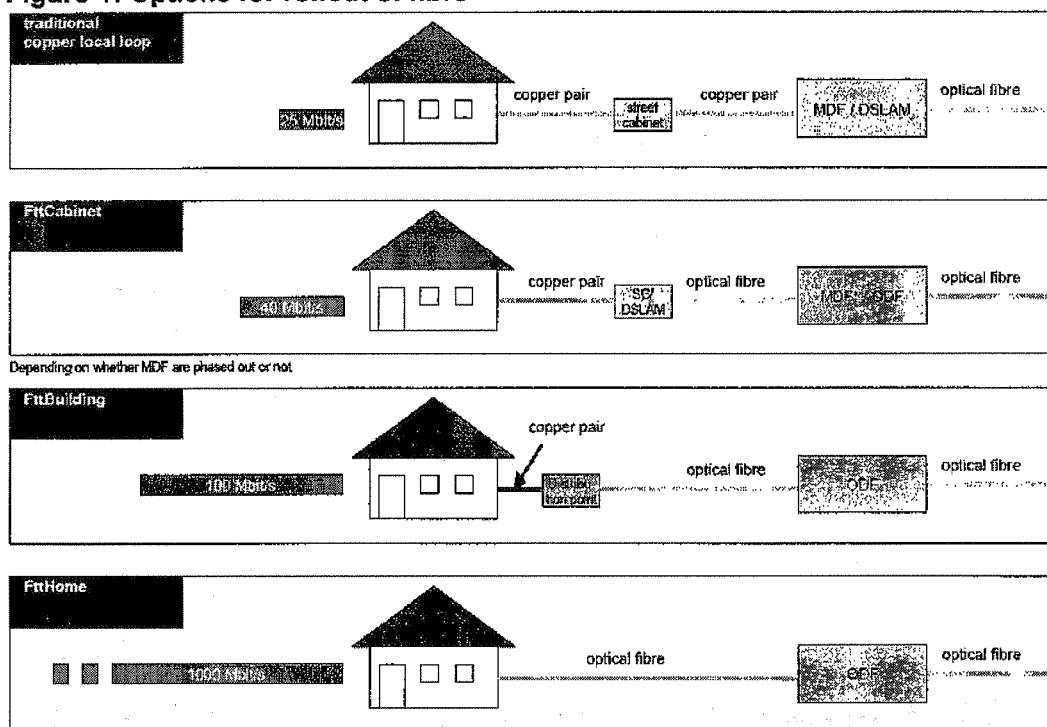 Figure 1: Options for rollout of fibre
traditional
copper local loop
25 Mbit/s
copper pair
street
cabinet
copper pair
MDF / DSLAM
optical fibre
FttCabinet
40 Mbit/s
copper pair
SC/
DSLAM
optical fibre
MDF / ODF
optical fibre
Depending on whether MDF are phased out or not
FttBuilding
copper pair
100 Mbit/s
optical fibre
ODF
optical fibre
FttHome
1000 Mbit/s
optical fibre
ODF
optical fibre